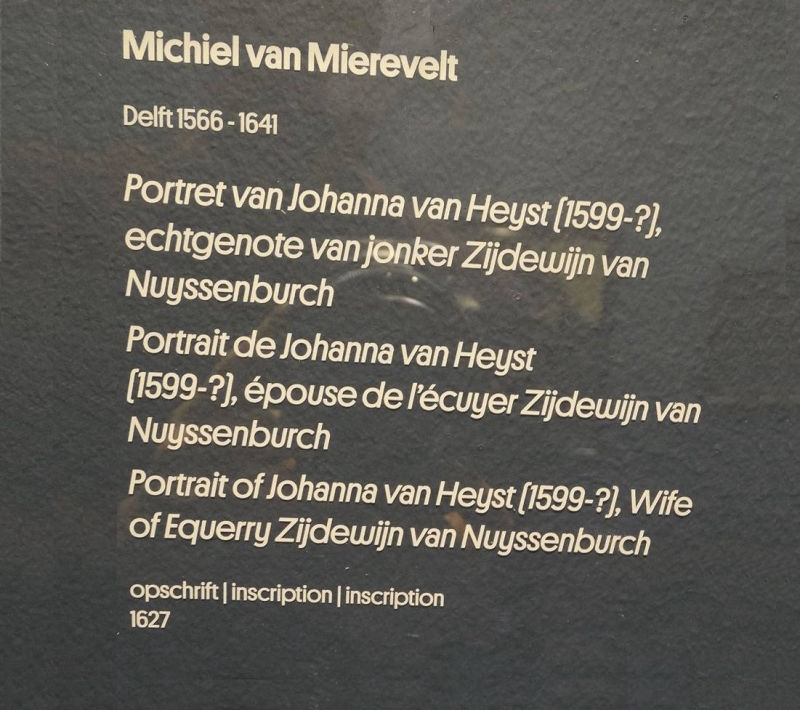 Michiel van Mierevelt
Delft 1566 - 1641
Portret van Johanna van Heyst (1599-?),
echtgenote van jonker Zijdewijn van
Nuyssenburch
Portrait de Johanna van Heyst
(1599-?), épouse de l'écuyer Zijdewijn van
Nuyssenburch
Portrait of Johanna van Heyst (1599-?), Wife
of Equerry Zijdewijn van Nuyssenburch
opschrift | inscription | inscription
1627